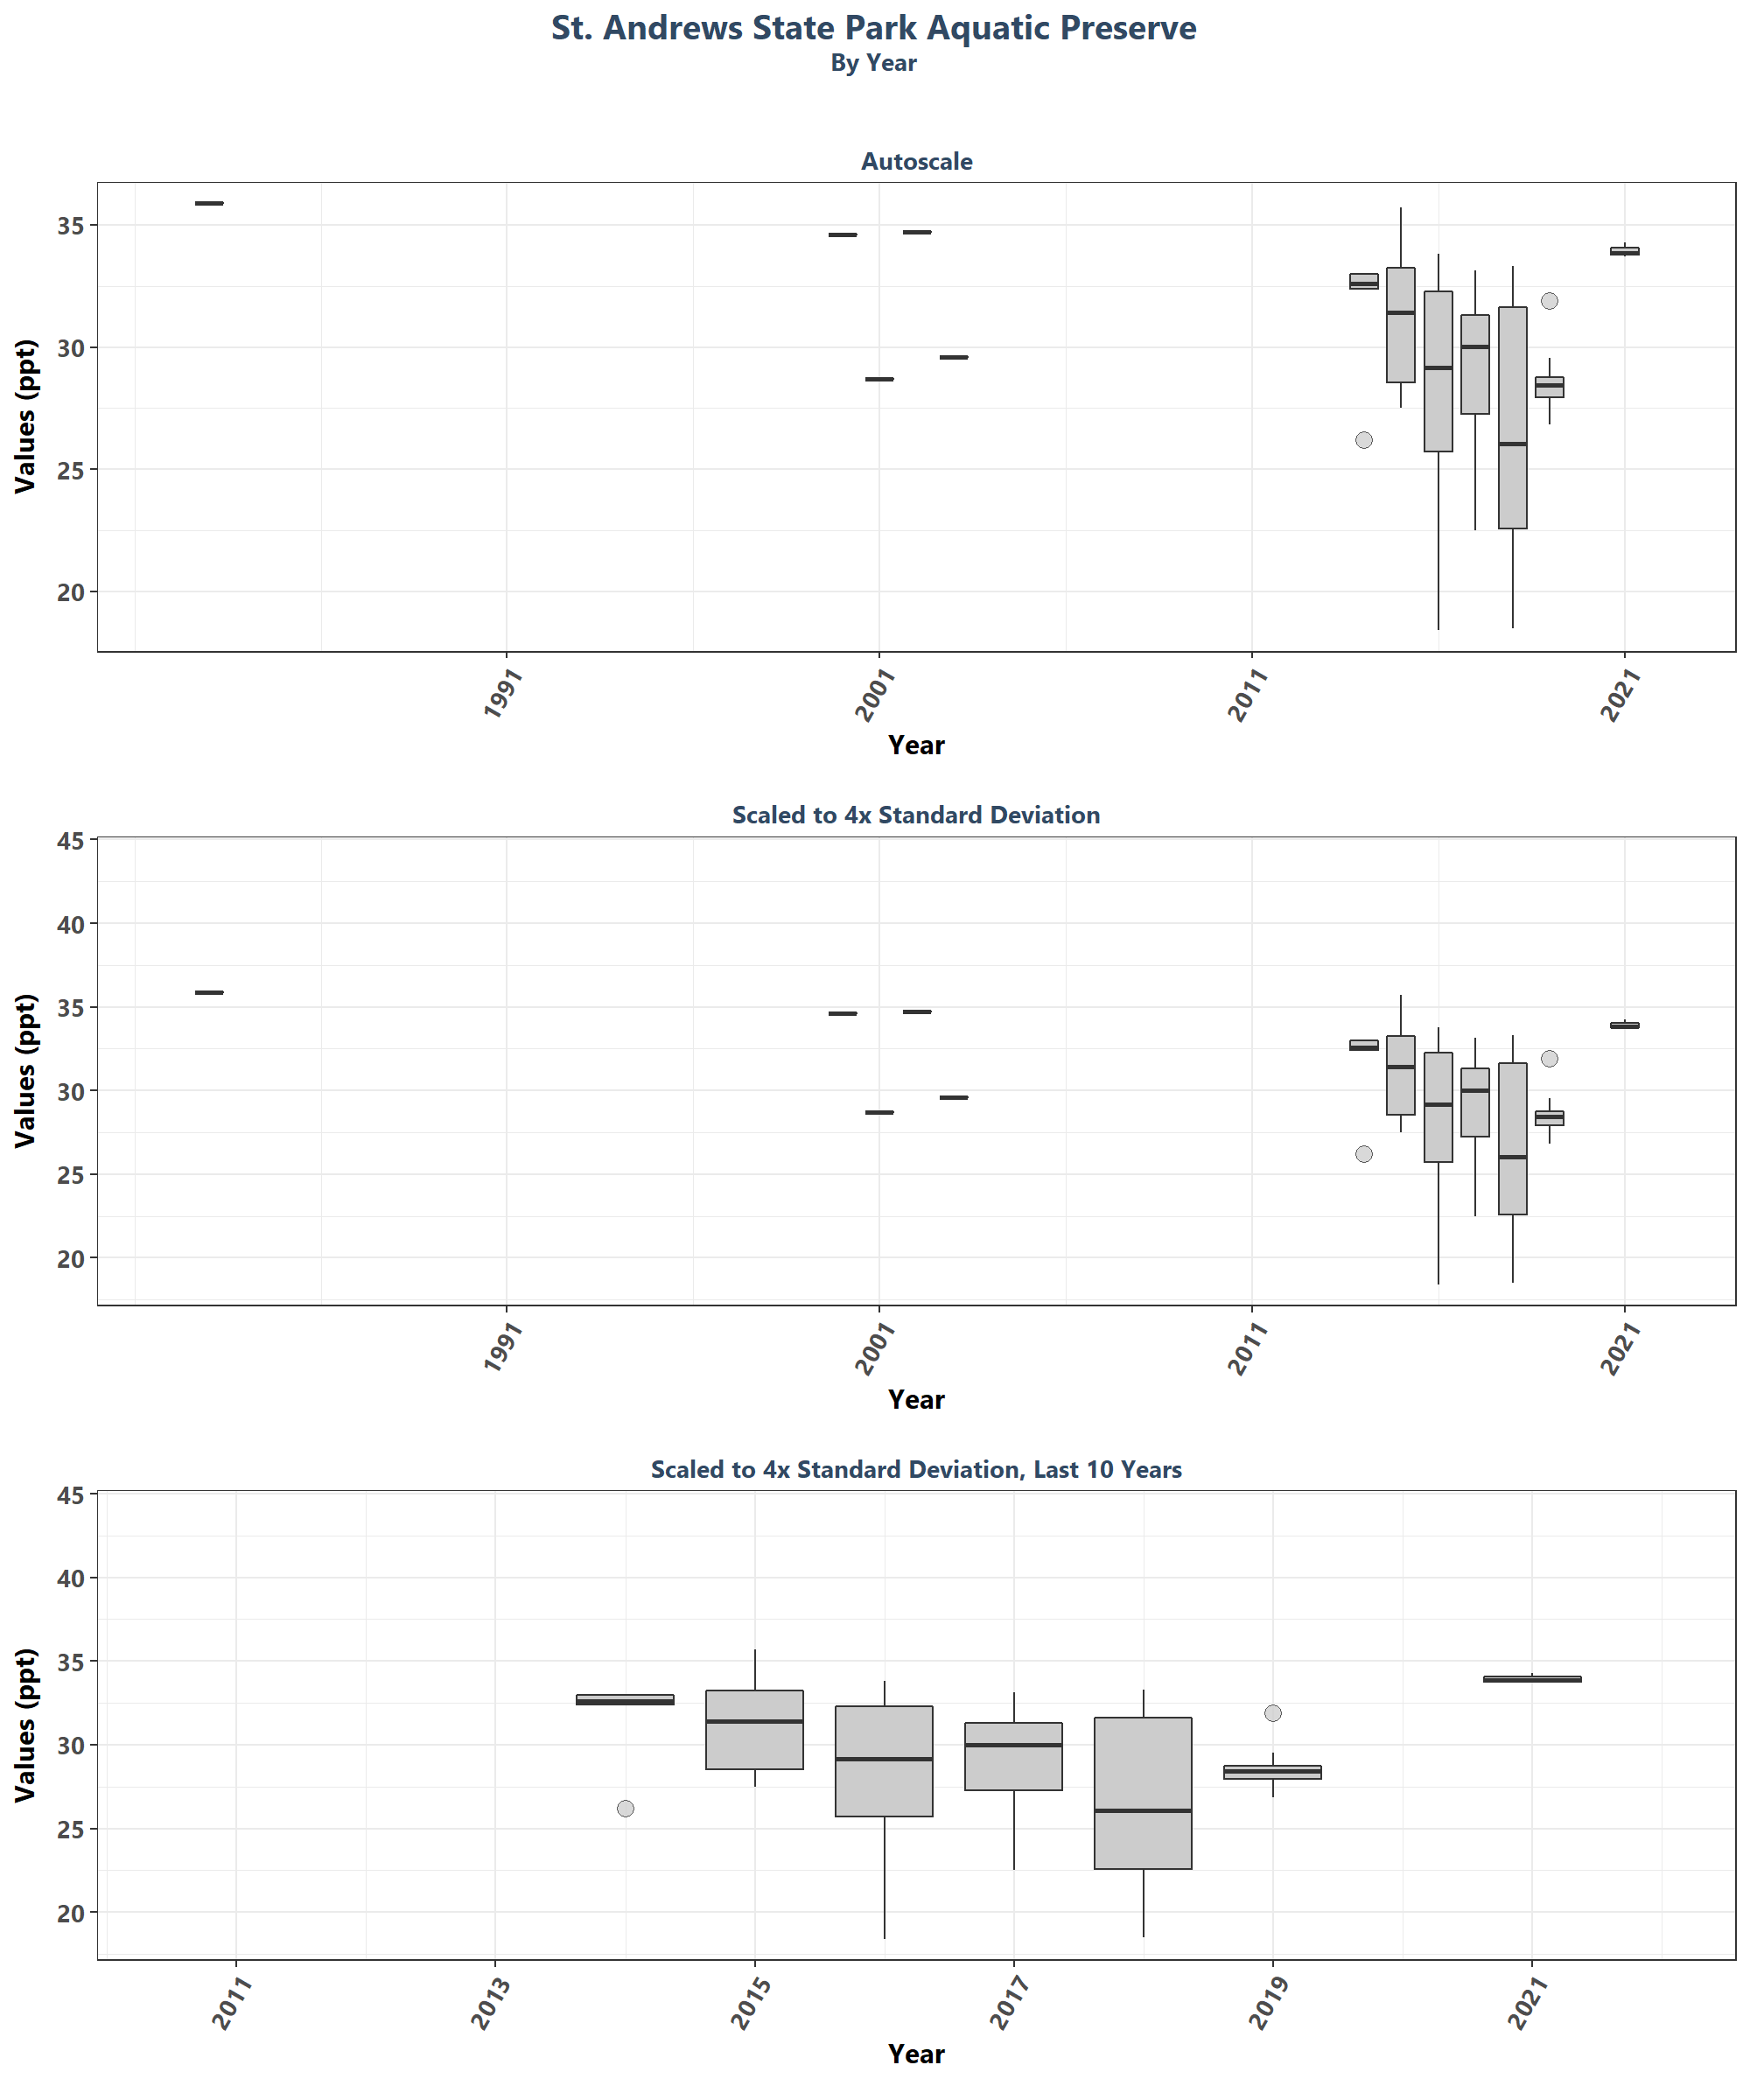 St. Andrews State Park Aquatic Preserve
By Year
Autoscale
Values (ppt)
35
30
25
20
1991
2001
2011
2021
Year
Scaled to 4x Standard Deviation
Values (ppt)
45
40
35
30
25
20
1991
2001
2011
2021
Year
Scaled to 4x Standard Deviation, Last 10 Years
Values (ppt)
45
40
35
30
25
20
2011
2013
2015
2017
2019
2021
Year